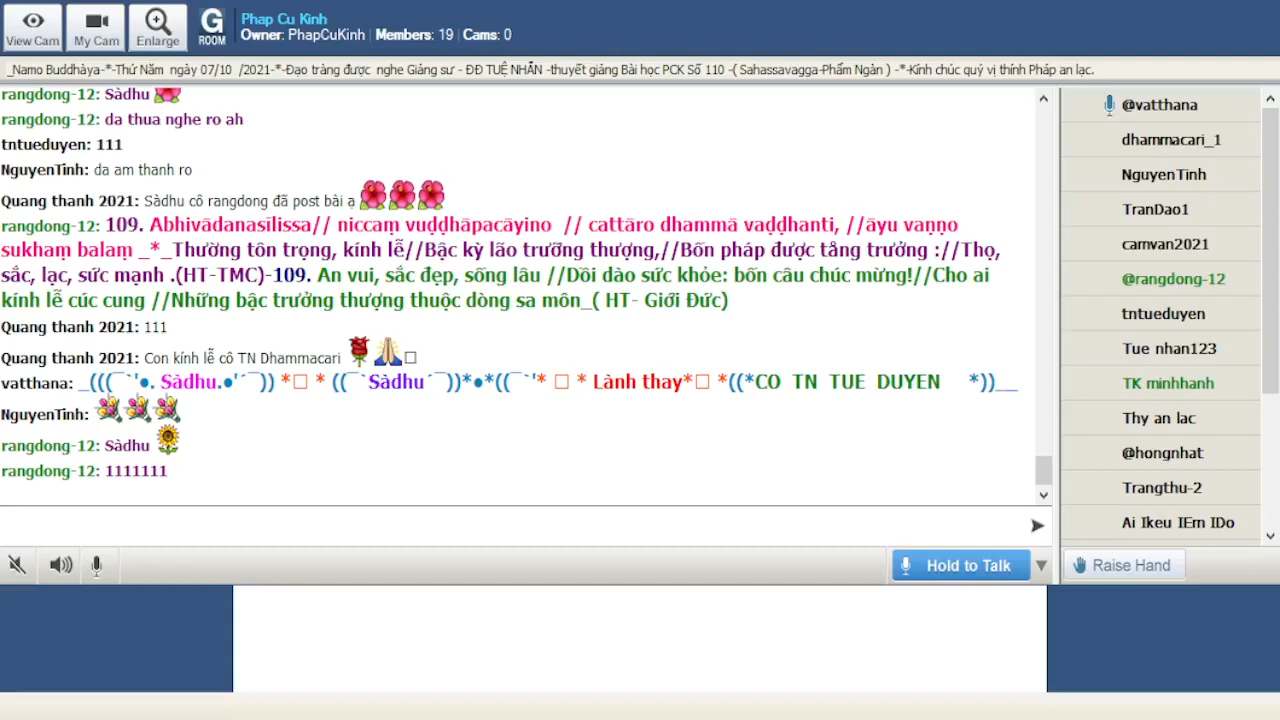 View Cam
My Cam
Enlarge
G
ROOM
Phap Cu Kinh
Owner: PhapCuKinh | Members: 19 | Cams: 0
_Namo Buddhàya-*-Thứ Năm ngày 07/10 /2021-*-Đạo tràng được nghe Giảng sư - ĐĐ TUỆ NHẪN -thuyết giảng Bài học PCK Số 110 -( Sahassavagga-Phẩm Ngàn ) -*-Kính chúc quý vị thính Pháp an lạc.
rangdong-12: Sàdhu
rangdong-12: da thua nghe ro ah
tntueduyen: 111
NguyenTinh: da am thanh ro
Quang thanh 2021: Sàdhu cô rangdong đã post bài ạ
rangdong-12: 109. Abhivādanasīlissa// niccaṃ vuḍḍhāpacāyino // cattāro dhammā vaḍḍhanti, //āyu vaṇṇo
sukhaṃ balaṃ _*_Thường tôn trọng, kính lễ//Bậc kỳ lão trưỡng thượng,//Bốn pháp được tăng trưởng ://Thọ,
sắc, lạc, sức mạnh .(HT-TMC)-109. An vui, sắc đẹp, sống lâu //Dồi dào sức khỏe: bốn câu chúc mừng!//Cho ai
kính lễ cúc cung //Những bậc trưởng thượng thuộc dòng sa môn_( HT- Giới Đức)
Quang thanh 2021: 111
Quang thanh 2021: Con kính lễ cô TN Dhammacari
vatthana: _(((¯`'●. Sàdhu.●'´¯)) *□ * ((¯`Sàdhu´¯))*●*((¯`'* □ * Lành thay*□ *((*CO TN TUE DUYEN *))__
NguyenTinh:
rangdong-12: Sàdhu
rangdong-12: 1111111
@vatthana
dhammacari_1
NguyenTinh
TranDao1
camvan2021
@rangdong-12
tntueduyen
Tue nhan123
TK minhhanh
Thy an lac
@hongnhat
Trangthu-2
Ai Ikeu IEm IDo
Hold to Talk
Raise Hand